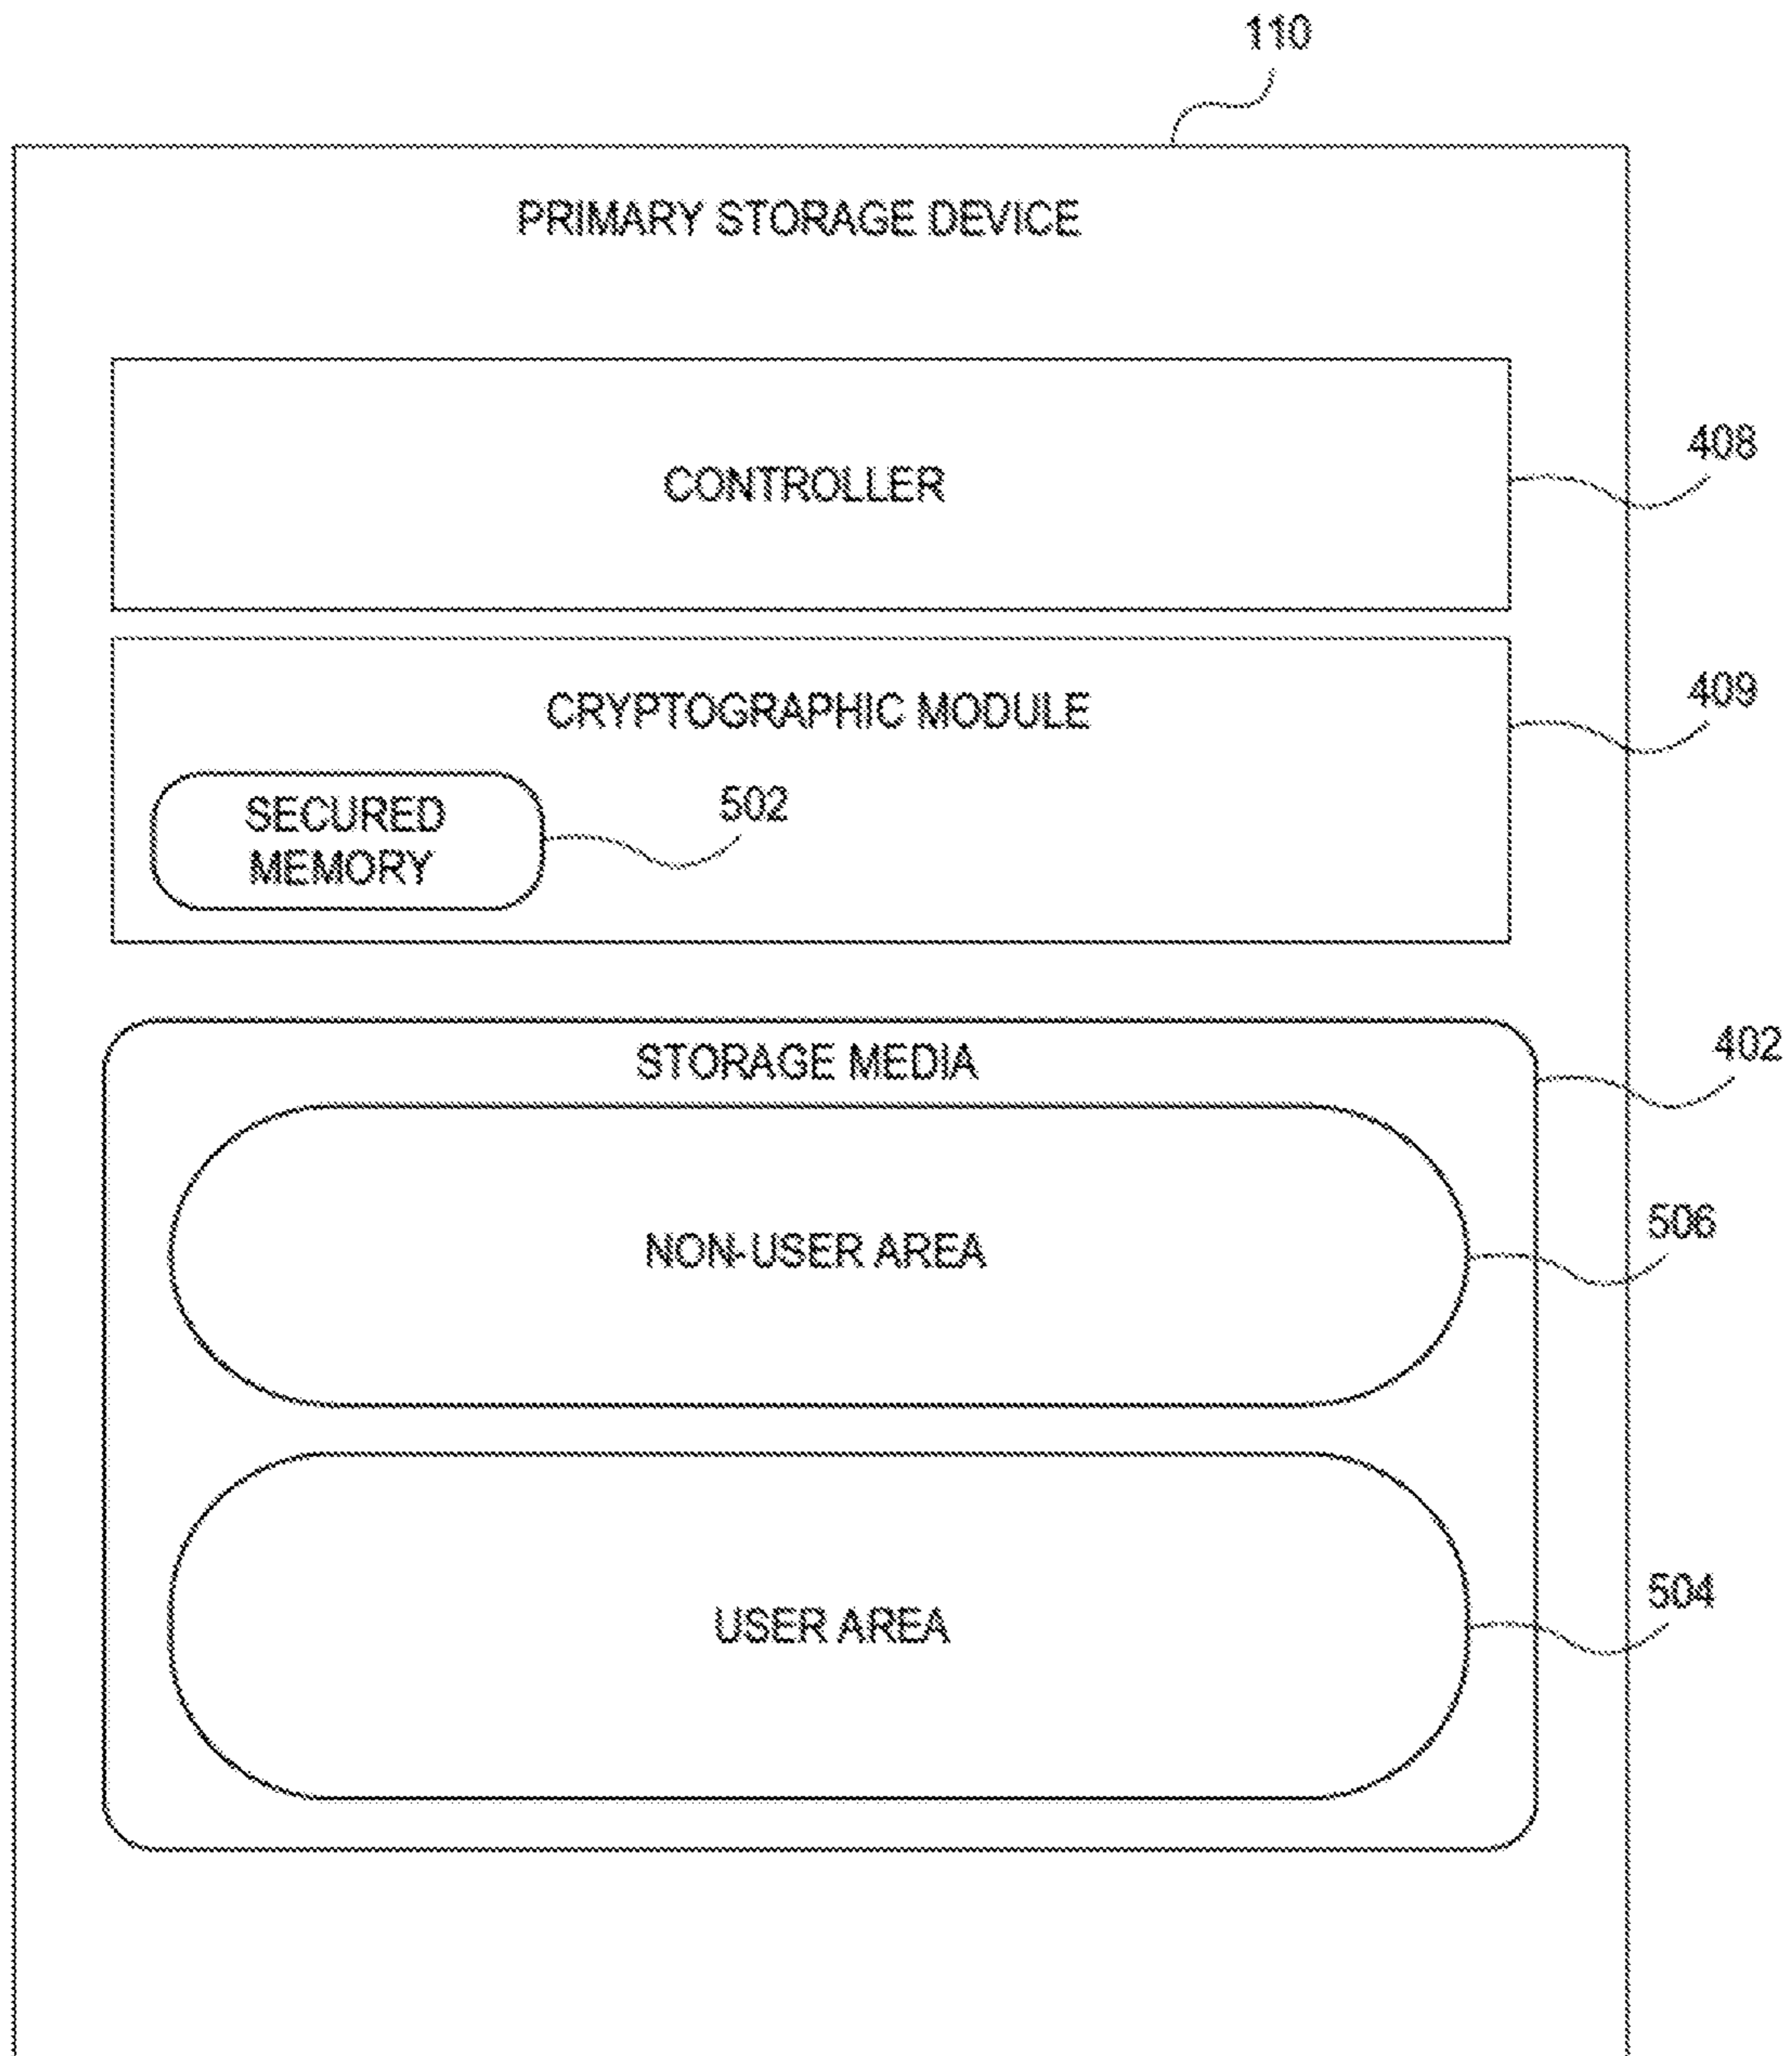 110
PRIMARY STORAGE DEVICE
408
CONTROLLER
409
CRYPTOGRAPHIC MODULE
502
SECURED
MEMORY
402
STORAGE MEDIA
506
NON-USER AREA
504
USER AREA